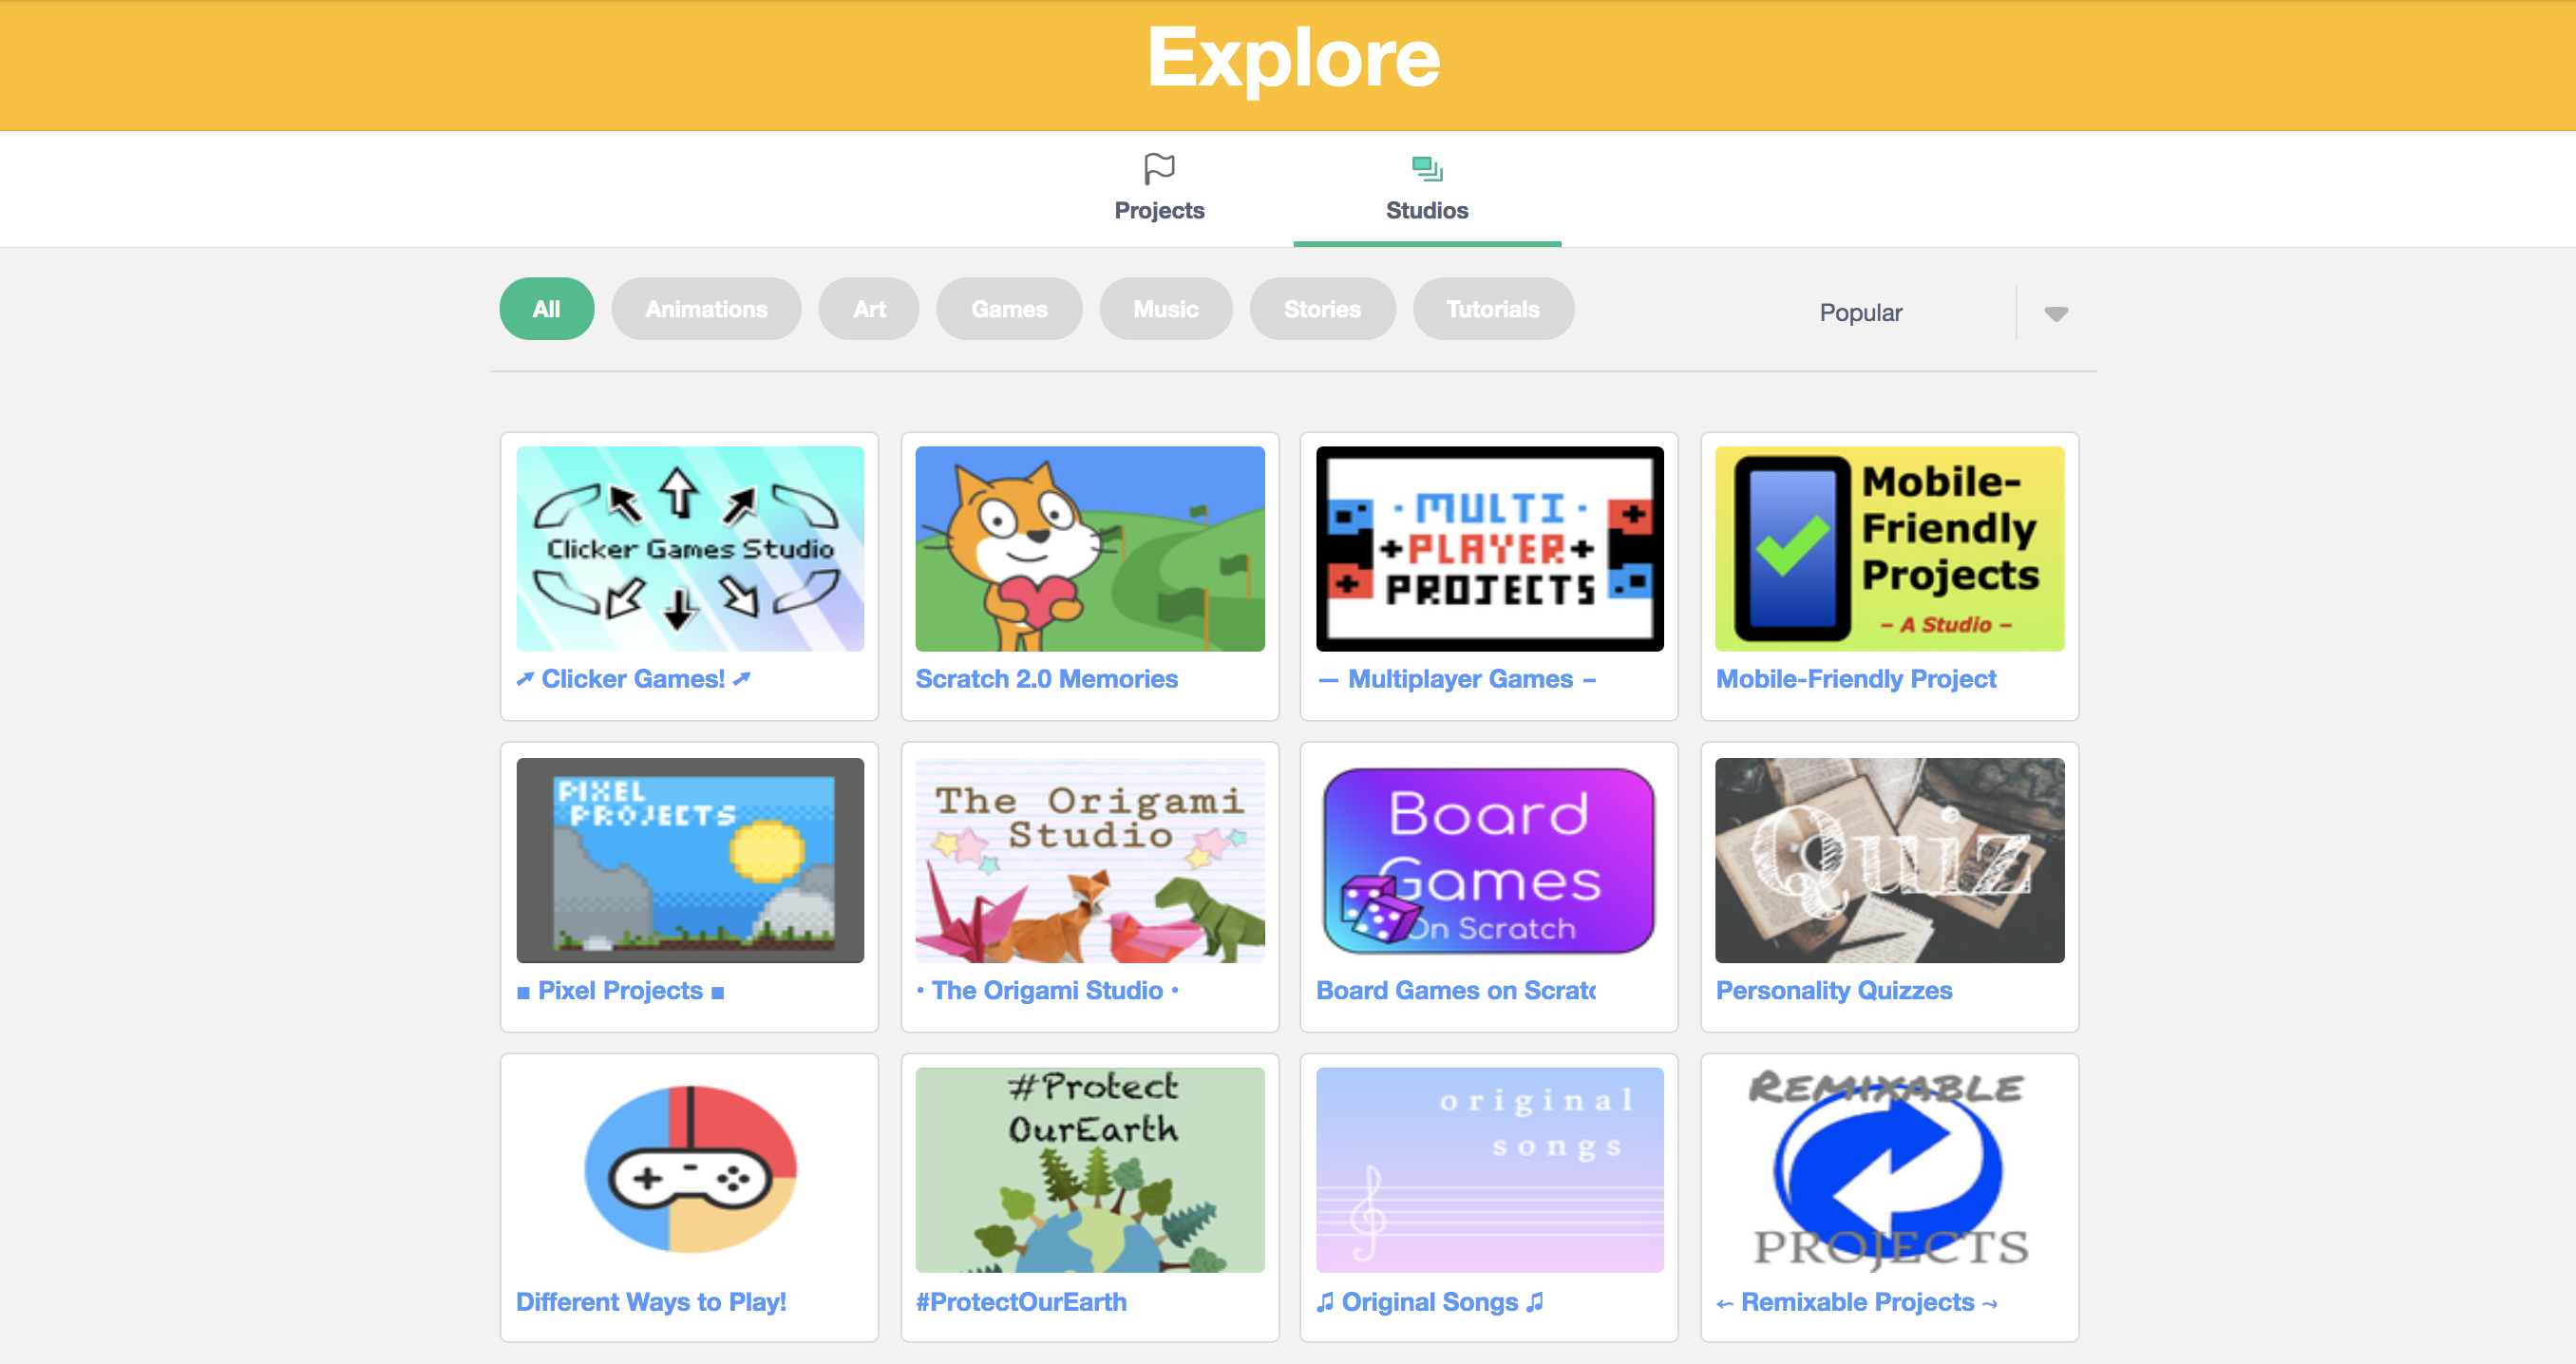 Explore
Projects
Studios
All
Animations
Art
Games
Music
Stories
Tutorials
Popular
Clicker Games Studio
➚ Clicker Games! ➚
Scratch 2.0 Memories
· MULTI ·
+PLAYER+
PROJECTS
— Multiplayer Games –
Mobile-
Friendly
Projects
– A Studio –
Mobile-Friendly Project
PIXEL
PROJECTS
■ Pixel Projects ■
The Origami
Studio
• The Origami Studio •
Board
Games
On Scratch
Board Games on Scratc
Quiz
Personality Quizzes
Different Ways to Play!
#Protect
OurEarth
#ProtectOurEarth
original
songs
♫ Original Songs ♫
REMIXABLE
PROJECTS
⬿ Remixable Projects ⤳